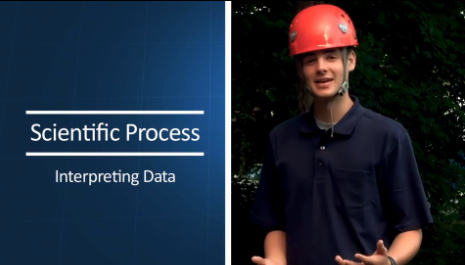 Scientific Process
Interpreting Data